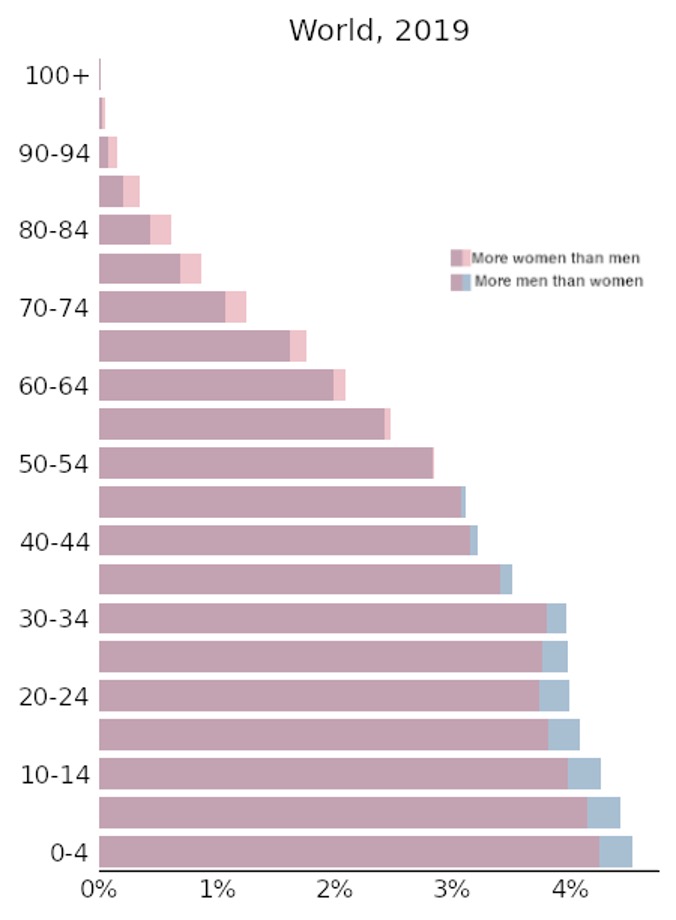 World, 2019
100+
90-94
80-84
More women than men
More men than women
70-74
60-64
50-54
40-44
30-34
20-24
10-14
0-4
0% 1% 2% 3% 4%